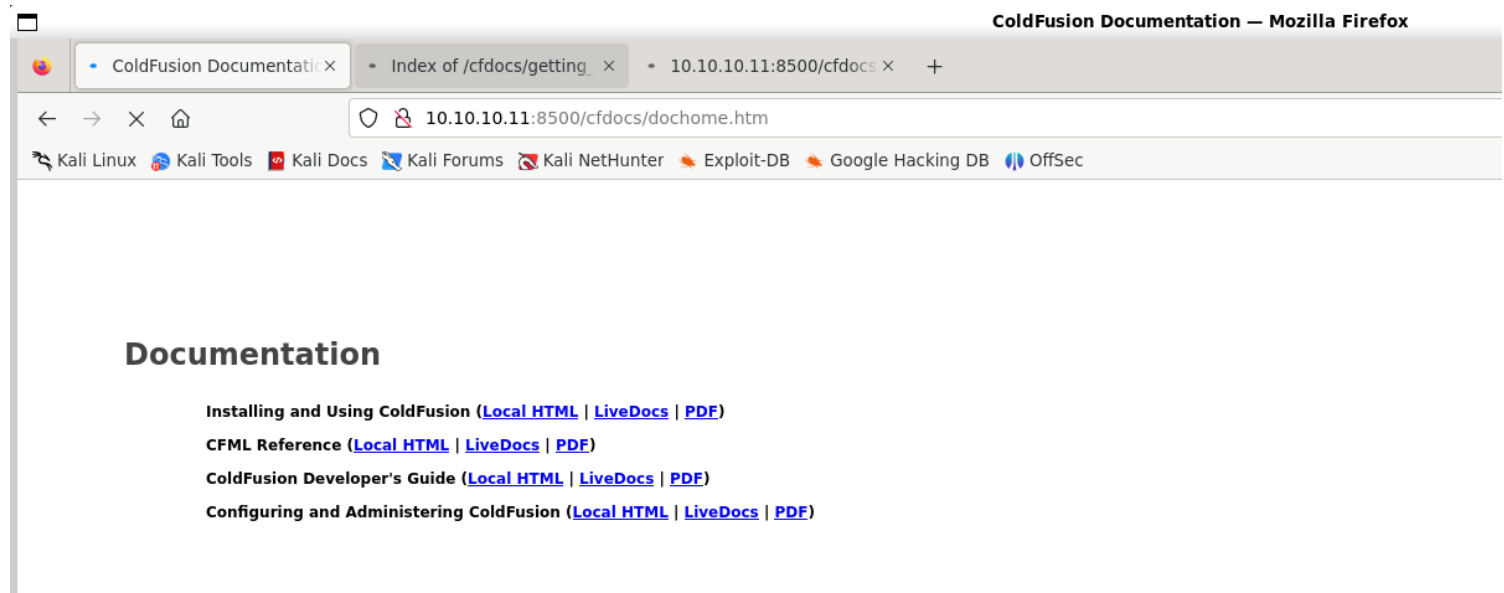 ColdFusion Documentation — Mozilla Firefox
ColdFusion Documentatic Index of /cfdocs/getting_ 10.10.10.11:8500/cfdocs
10.10.10.11:8500/cfdocs/dochome.htm
Kali Linux Kali Tools Kali Docs Kali Forums Kali NetHunter Exploit-DB Google Hacking DB OffSec
Documentation
Installing and Using ColdFusion (Local HTML | LiveDocs | PDF)
CFML Reference (Local HTML | LiveDocs | PDF)
ColdFusion Developer's Guide (Local HTML | LiveDocs | PDF)
Configuring and Administering ColdFusion (Local HTML | LiveDocs | PDF)